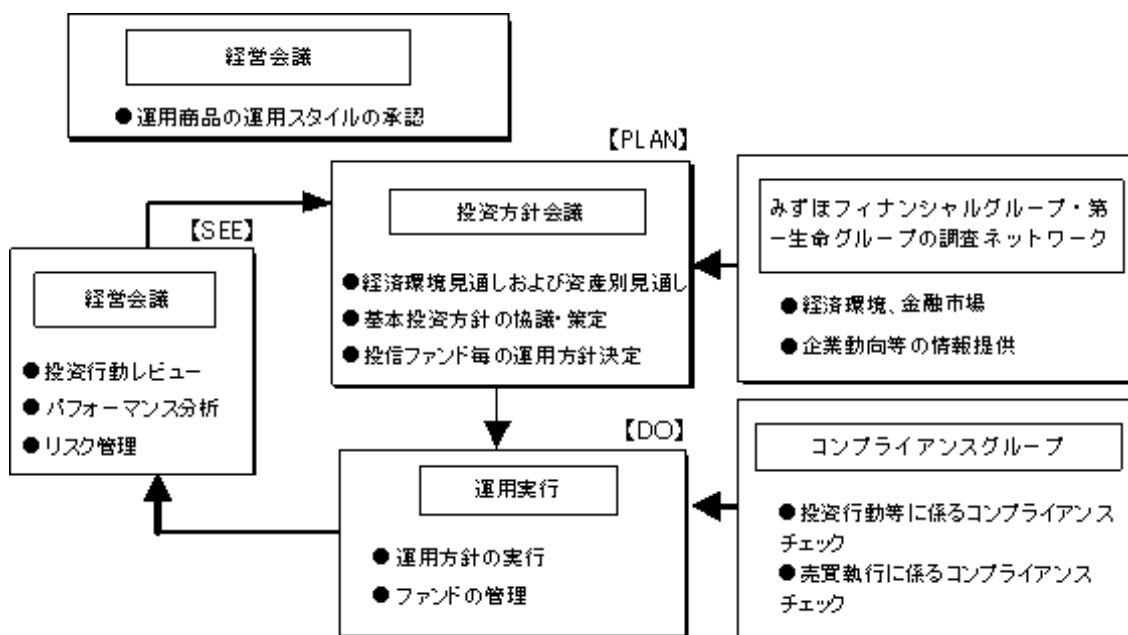 経営会議
●運用商品の運用スタイルの承認
【PLAN】
投資方針会議
●経済環境見通しおよび資産別見通し
●基本投資方針の協議・策定
●投信ファンド毎の運用方針決定
みずほフィナンシャルグループ・第
一生命グループの調査ネットワーク
●経済環境、金融市場
●企業動向等の情報提供
【SEE】
経営会議
●投資行動レビュー
●パフォーマンス分析
●リスク管理
【DO】
運用実行
●運用方針の実行
●ファンドの管理
コンプライアンスグループ
●投資行動等に係るコンプライアンス
チェック
●売買執行に係るコンプライアンス
チェック